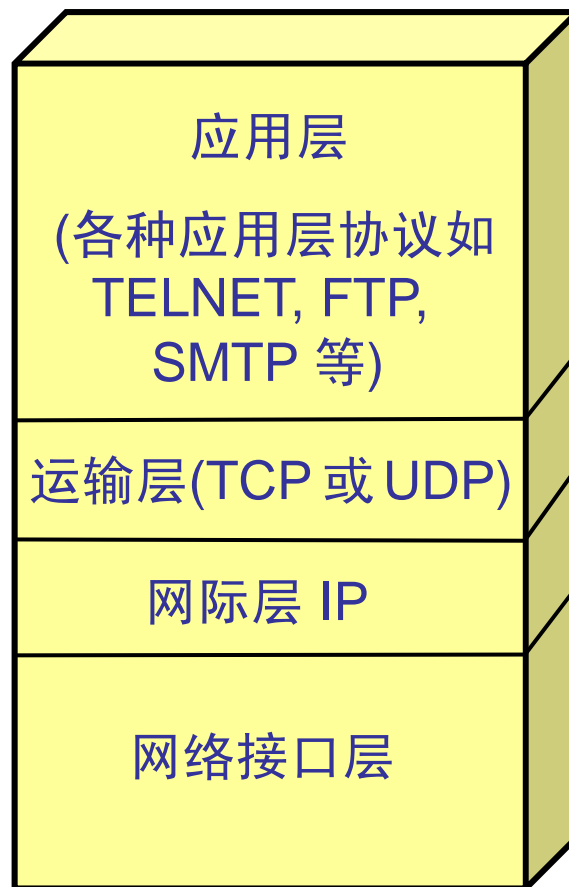 应用层
(各种应用层协议如
TELNET, FTP,
SMTP 等)
运输层(TCP 或 UDP)
网际层 IP
网络接口层